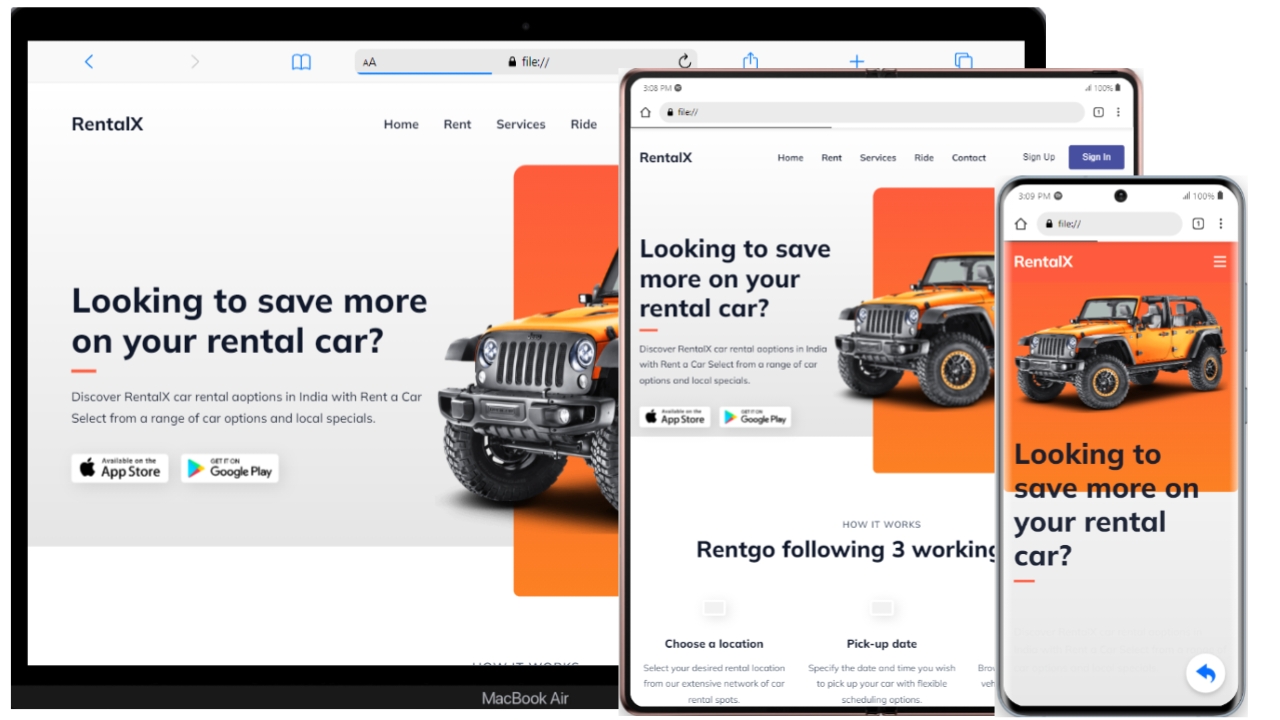 AA
file://
RentalX
Home Rent Services Ride
Looking to save more
on your rental car?
Discover RentalX car rental aoptions in India with Rent a Car
Select from a range of car options and local specials.
Available on the
App Store
GET IT ON
Google Play
HOW IT WORKS
MacBook Air
3:08 PM
100%
file://
1
RentalX
Home Rent Services Ride Contact Sign Up Sign In
Looking to save
more on your
rental car?
Discover RentalX car rental aoptions in India
with Rent a Car Select from a range of car
options and local specials.
Available on the
App Store
GET IT ON
Google Play
HOW IT WORKS
Rentgo following 3 working
Choose a location
Select your desired rental location
from our extensive network of car
rental spots.
Pick-up date
Specify the date and time you wish
to pick up your car with flexible
scheduling options.
3:09 PM
100%
file://
1
RentalX
Looking to
save more on
your rental
car?